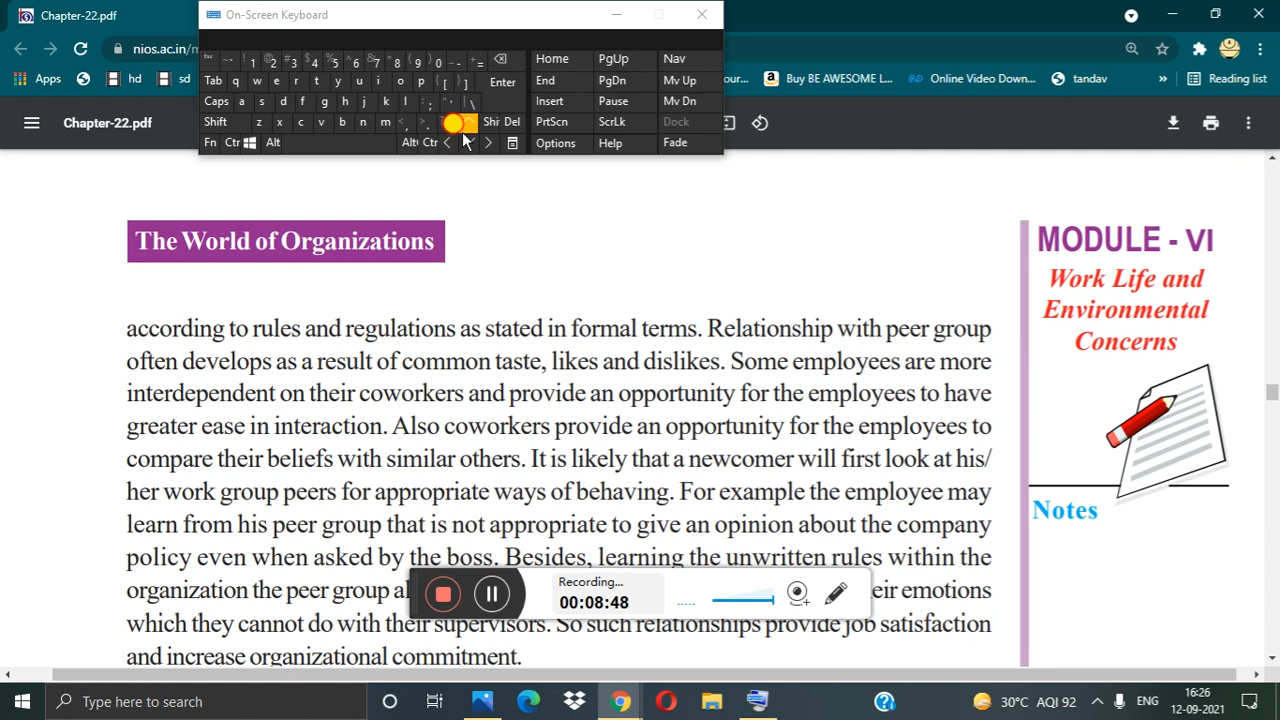 Chapter-22.pdf
On-Screen Keyboard
nios.ac.in/m
Apps
hd
sd
our...
Buy BE AWESOME L...
Online Video Down...
tandav
»
Reading list
Home PgUp Nav
Tab q w e r t y u i o p Enter
End PgDn Mv Up
Caps a s d f g h j k l
Insert Pause Mv Dn
Shift z x c v b n m Shi Del
PrtScn ScrLk Dock
Fn Ctr Alt Alt Ctr
Options Help Fade
Chapter-22.pdf
The World of Organizations
MODULE - VI
Work Life and
Environmental
Concerns
Notes
according to rules and regulations as stated in formal terms. Relationship with peer group
often develops as a result of common taste, likes and dislikes. Some employees are more
interdependent on their coworkers and provide an opportunity for the employees to have
greater ease in interaction. Also coworkers provide an opportunity for the employees to
compare their beliefs with similar others. It is likely that a newcomer will first look at his/
her work group peers for appropriate ways of behaving. For example the employee may
learn from his peer group that is not appropriate to give an opinion about the company
policy even when asked by the boss. Besides, learning the unwritten rules within the
organization the peer group al
eir emotions
which they cannot do with their supervisors. So such relationships provide job satisfaction
and increase organizational commitment.
Recording...
00:08:48
Type here to search
30°C AQI 92
ENG
16:26
12-09-2021